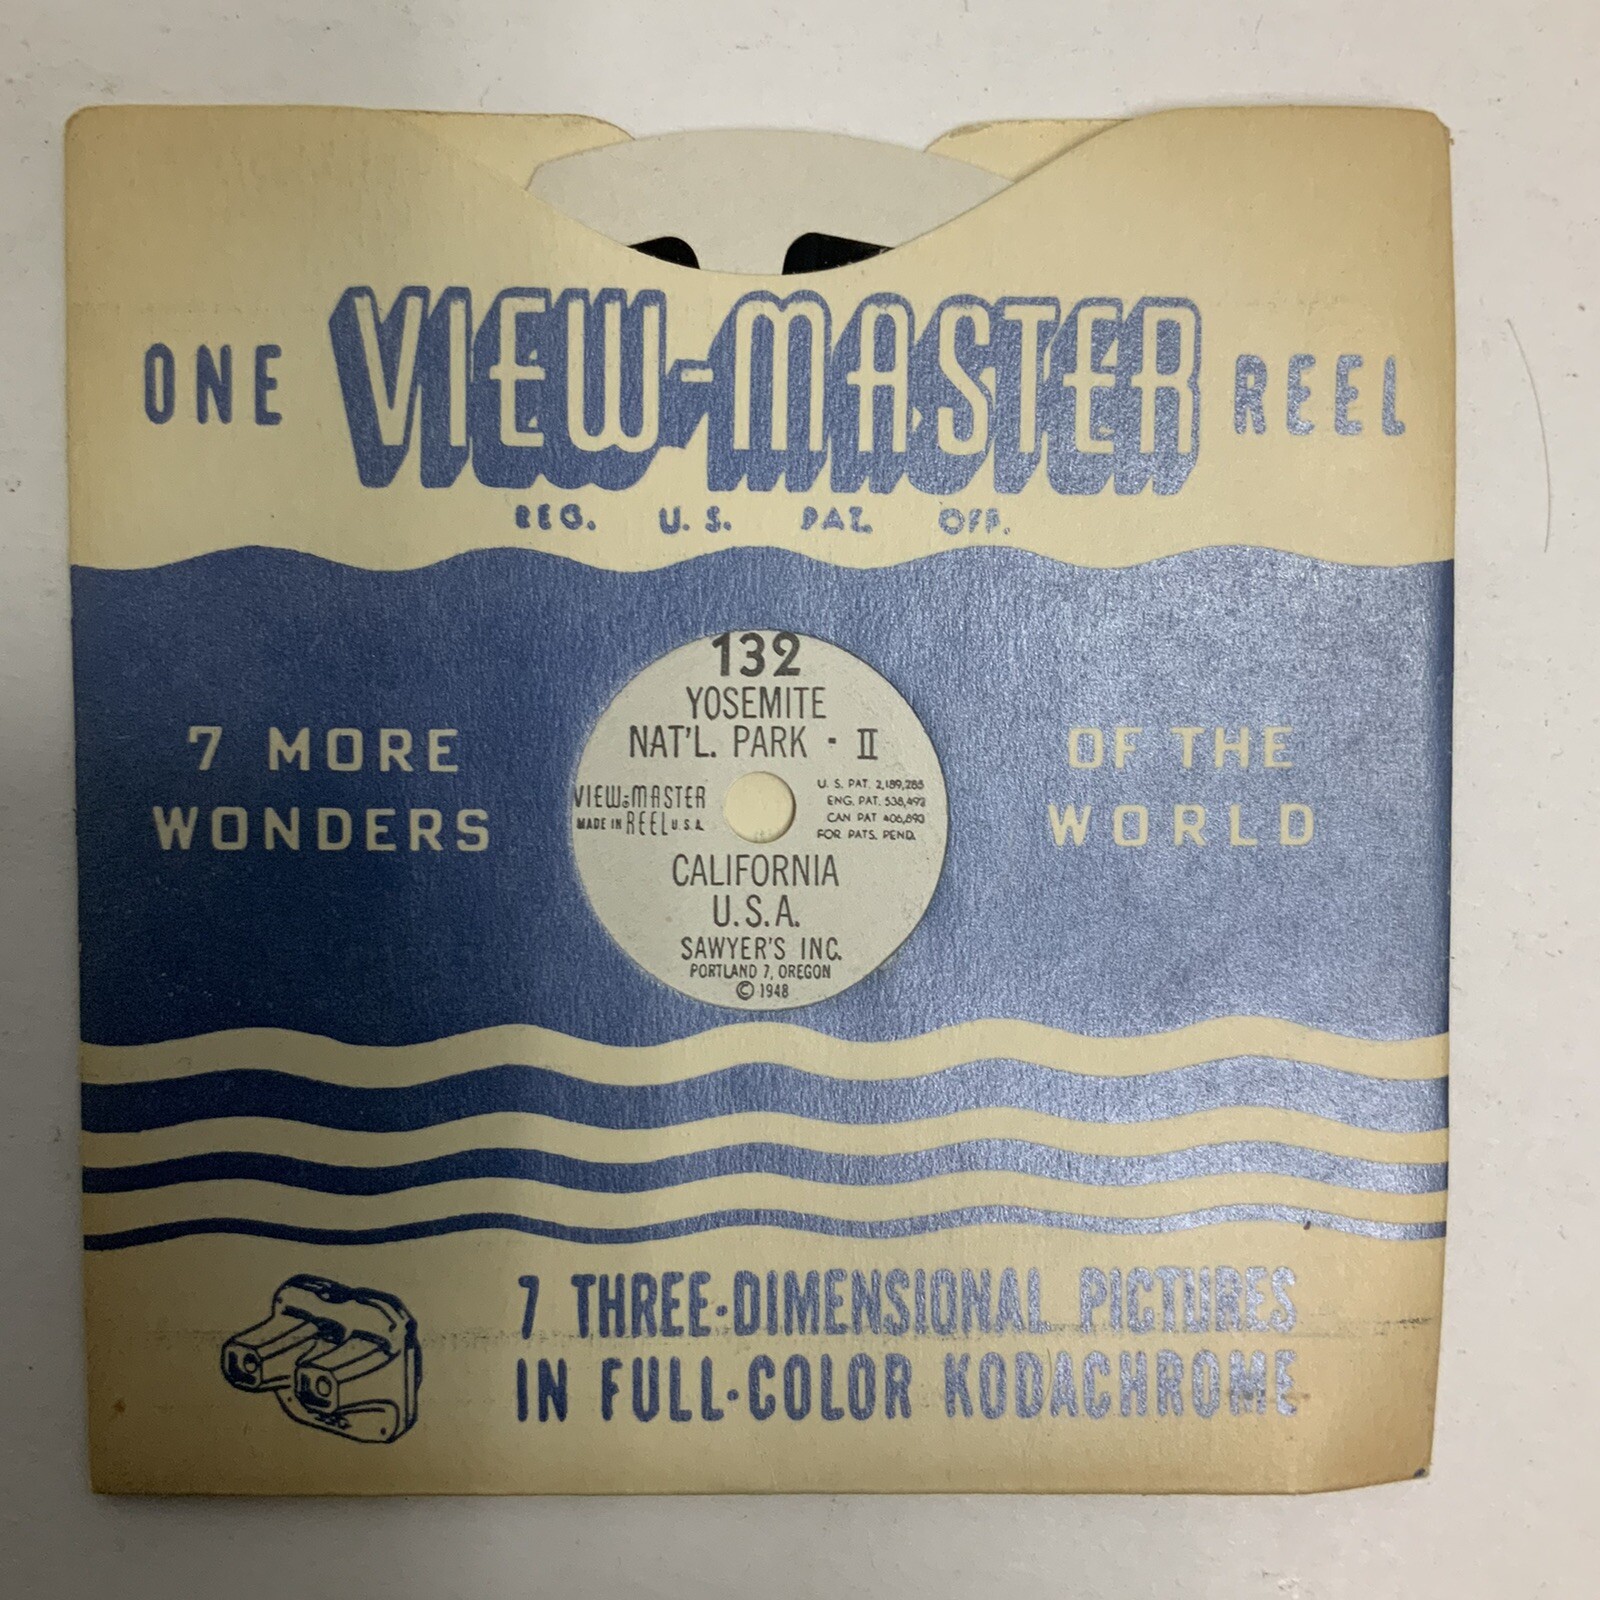 ONE VIEW-MASTER REEL
REG. U.S. PAT. OFF.
7 MORE WONDERS
OF THE WORLD
132
YOSEMITE
NAT'L. PARK · II
VIEW-MASTER
MADE IN REEL U.S.A.
U. S. PAT. 2,189,285
ENG. PAT. 538,492
CAN PAT 406,690
FOR PATS. PEND.
CALIFORNIA
U.S.A.
SAWYER'S INC.
PORTLAND 7, OREGON
© 1948
7 THREE-DIMENSIONAL PICTURES
IN FULL-COLOR KODACHROME